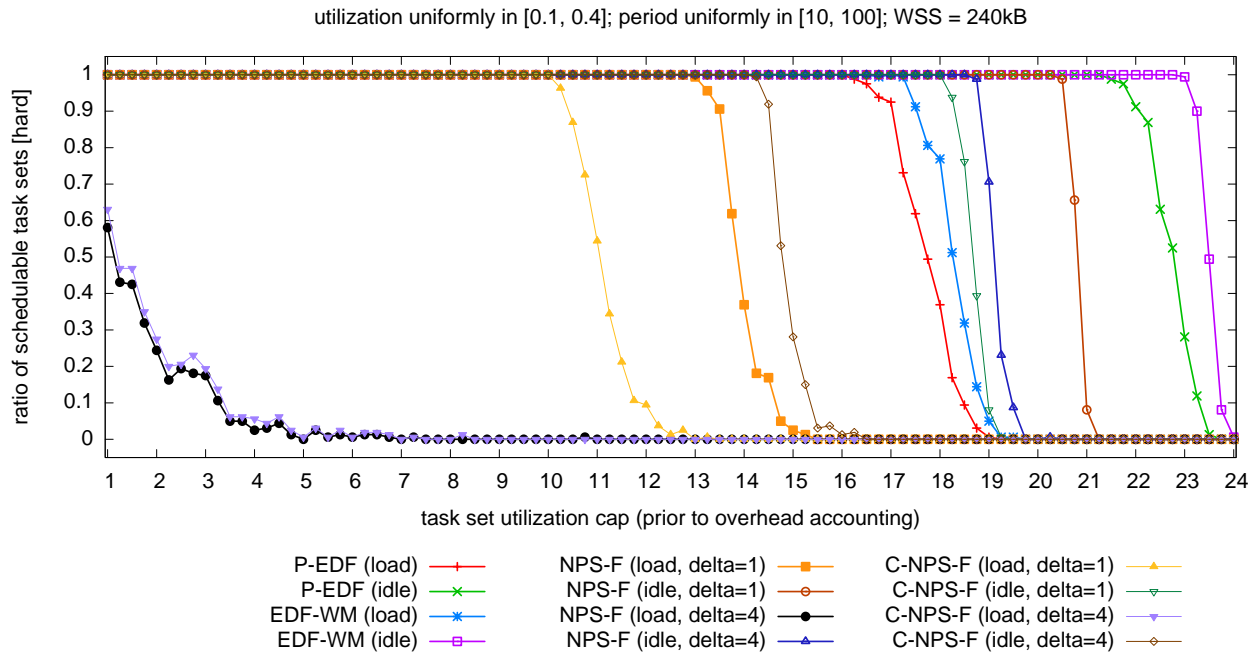 utilization uniformly in [0.1, 0.4]; period uniformly in [10, 100]; WSS = 240kB
ratio of schedulable task sets [hard]
1
0.9
0.8
0.7
0.6
0.5
0.4
0.3
0.2
0.1
0
1 2 3 4 5 6 7 8 9 10 11 12 13 14 15 16 17 18 19 20 21 22 23 24
task set utilization cap (prior to overhead accounting)
P-EDF (load) NPS-F (load, delta=1) C-NPS-F (load, delta=1)
P-EDF (idle) NPS-F (idle, delta=1) C-NPS-F (idle, delta=1)
EDF-WM (load) NPS-F (load, delta=4) C-NPS-F (load, delta=4)
EDF-WM (idle) NPS-F (idle, delta=4) C-NPS-F (idle, delta=4)